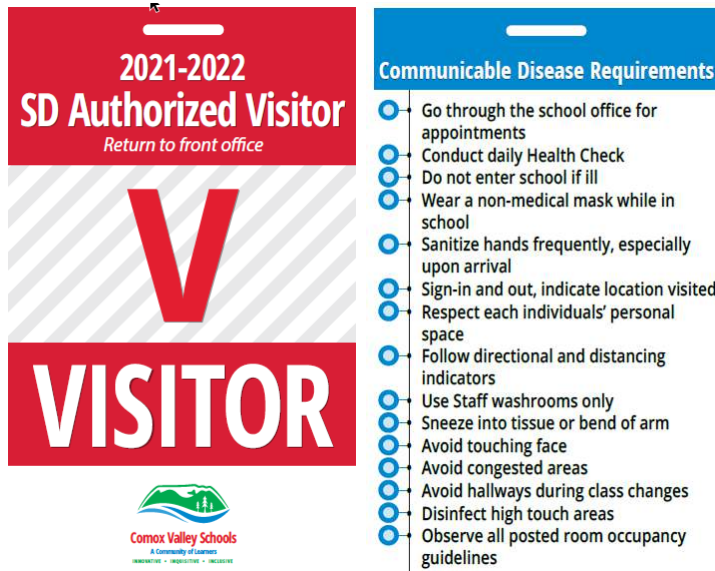 2021-2022
SD Authorized Visitor
Return to front office
V
VISITOR
Comox Valley Schools
A Community of Learners
INNOVATIVE • INQUISITIVE • INCLUSIVE
Communicable Disease Requirements
Go through the school office for
appointments
Conduct daily Health Check
Do not enter school if ill
Wear a non-medical mask while in
school
Sanitize hands frequently, especially
upon arrival
Sign-in and out, indicate location visited
Respect each individuals' personal
space
Follow directional and distancing
indicators
Use Staff washrooms only
Sneeze into tissue or bend of arm
Avoid touching face
Avoid congested areas
Avoid hallways during class changes
Disinfect high touch areas
Observe all posted room occupancy
guidelines